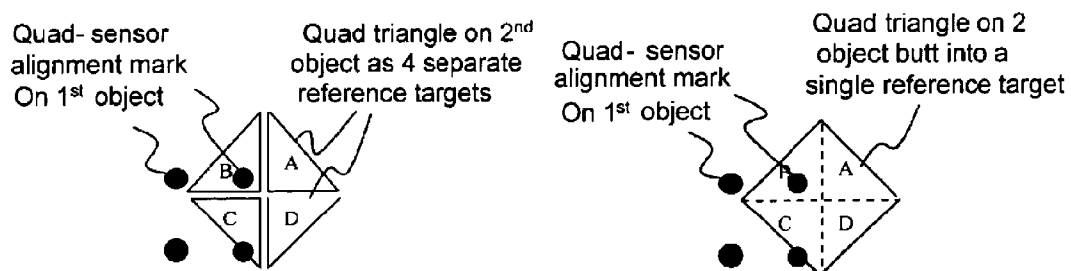 Quad- sensor
alignment mark
On 1st object
Quad triangle on 2nd
object as 4 separate
reference targets
B
A
C
D
Quad- sensor
alignment mark
On 1st object
Quad triangle on 2
object butt into a
single reference target
A
C
D